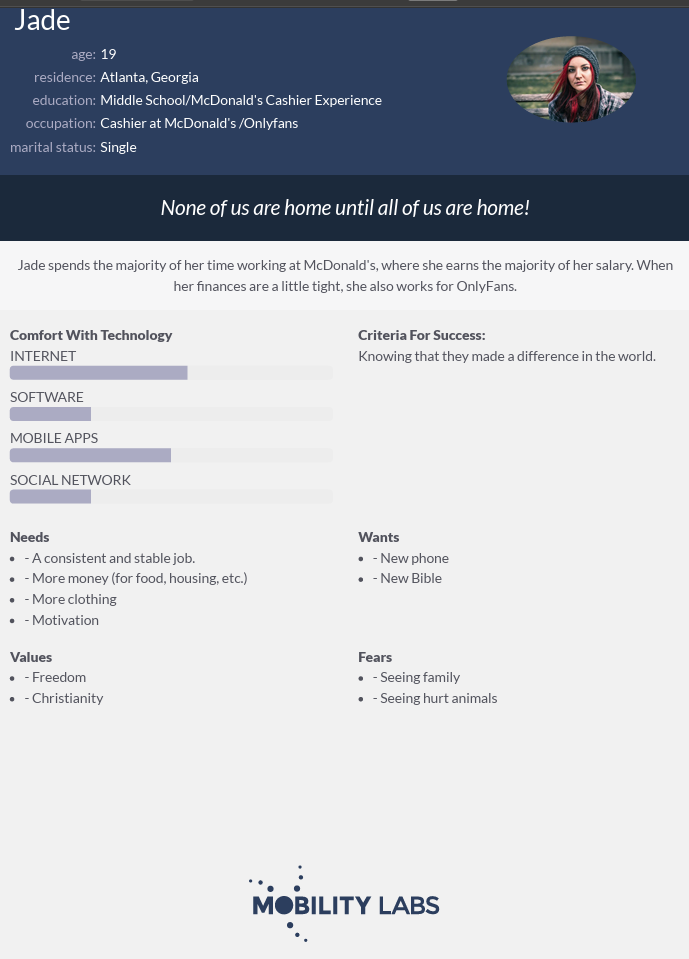 Jade
age: 19
residence: Atlanta, Georgia
education: Middle School/McDonald's Cashier Experience
occupation: Cashier at McDonald's /Onlyfans
marital status: Single
None of us are home until all of us are home!
Jade spends the majority of her time working at McDonald's, where she earns the majority of her salary. When
her finances are a little tight, she also works for OnlyFans.
Comfort With Technology
INTERNET
SOFTWARE
MOBILE APPS
SOCIAL NETWORK
Criteria For Success:
Knowing that they made a difference in the world.
Needs
• - A consistent and stable job.
• - More money (for food, housing, etc.)
• - More clothing
• - Motivation
Wants
• - New phone
• - New Bible
Values
• - Freedom
• - Christianity
Fears
• - Seeing family
• - Seeing hurt animals
MOBILITY LABS